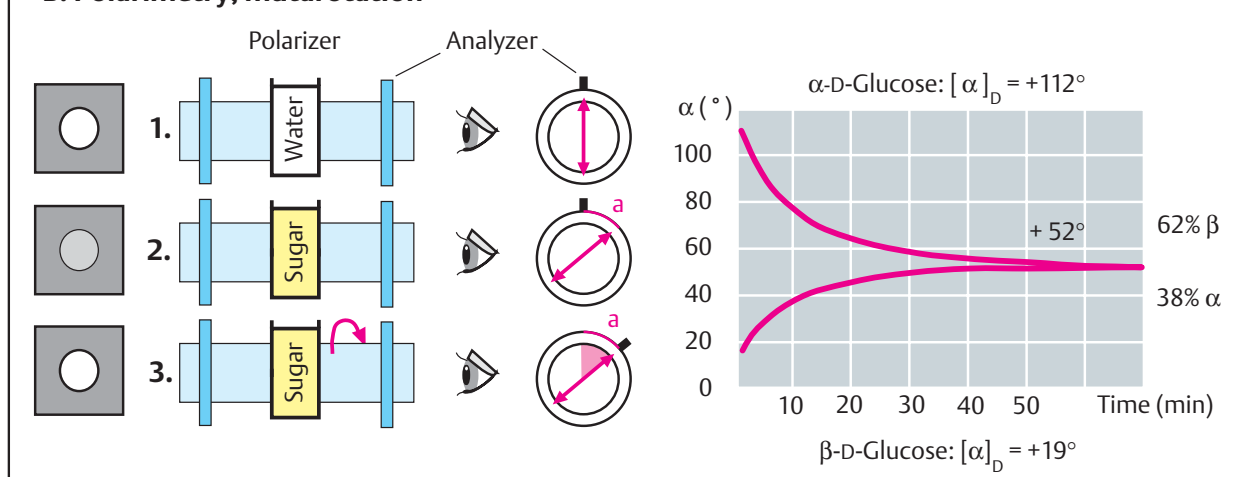 Polarizer
Analyzer
1.
Water
2.
Sugar
a
3.
Sugar
a
α-D-Glucose: [α]D = +112°
α (°)
100
80
60
40
20
0
+ 52°
62% β
38% α
10 20 30 40 50 Time (min)
β-D-Glucose: [α]D = +19°